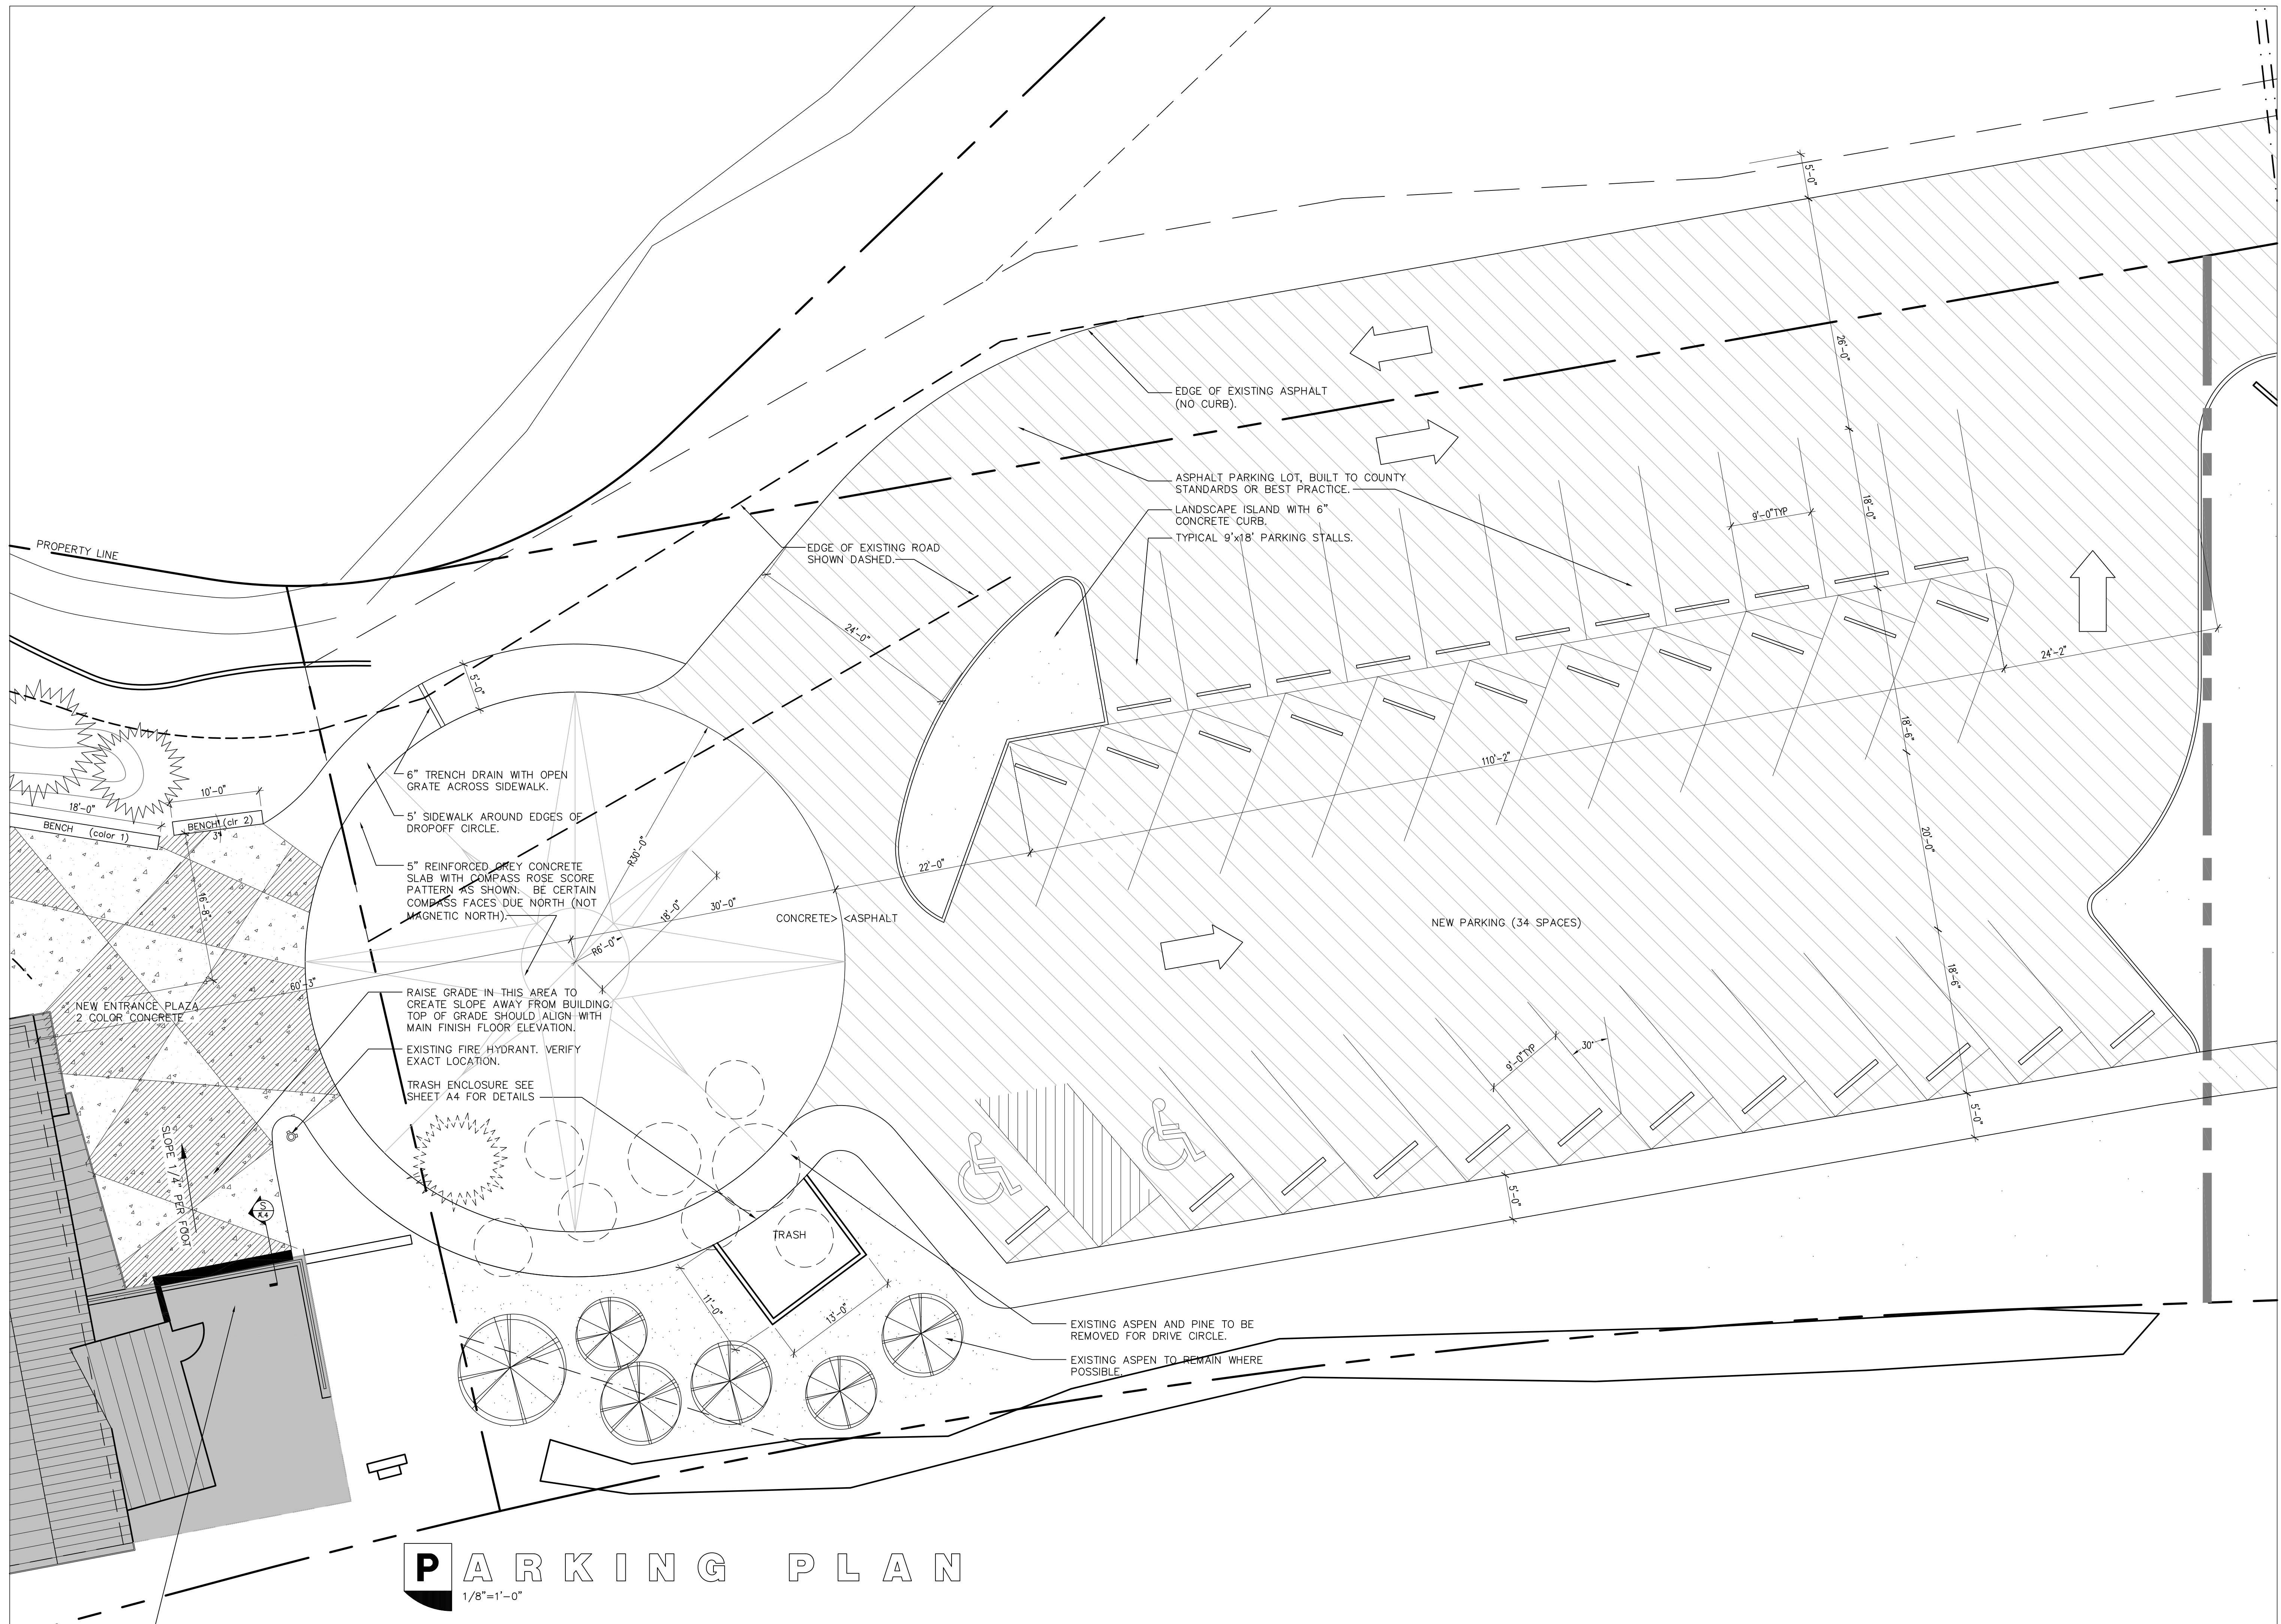 PROPERTY LINE
5'-0"
26'-0"
EDGE OF EXISTING ASPHALT
(NO CURB).
ASPHALT PARKING LOT, BUILT TO COUNTY
STANDARDS OR BEST PRACTICE.
LANDSCAPE ISLAND WITH 6"
CONCRETE CURB.
TYPICAL 9'x18' PARKING STALLS.
9'-0"TYP
18'-0"
EDGE OF EXISTING ROAD
SHOWN DASHED.
24'-0"
5'-0"
24'-2"
18'-6"
110'-2"
20'-0"
18'-6"
6" TRENCH DRAIN WITH OPEN
GRATE ACROSS SIDEWALK.
10'-0"
18'-0"
BENCH (color 1)
BENCH (clr 2)
3'
16'-8"
5' SIDEWALK AROUND EDGES OF
DROPOFF CIRCLE.
5" REINFORCED GREY CONCRETE
SLAB WITH COMPASS ROSE SCORE
PATTERN AS SHOWN. BE CERTAIN
COMPASS FACES DUE NORTH (NOT
MAGNETIC NORTH).
R30'-0"
18'-0"
R6'-0"
30'-0"
22'-0"
CONCRETE> <ASPHALT
NEW PARKING (34 SPACES)
60'-3"
NEW ENTRANCE PLAZA
2 COLOR CONCRETE
RAISE GRADE IN THIS AREA TO
CREATE SLOPE AWAY FROM BUILDING.
TOP OF GRADE SHOULD ALIGN WITH
MAIN FINISH FLOOR ELEVATION.
EXISTING FIRE HYDRANT. VERIFY
EXACT LOCATION.
TRASH ENCLOSURE SEE
SHEET A4 FOR DETAILS
9'-0"TYP
30'
5'-0"
5'-0"
SLOPE 1/4" PER FOOT
S
A.4
TRASH
11'-0"
13'-0"
EXISTING ASPEN AND PINE TO BE
REMOVED FOR DRIVE CIRCLE.
EXISTING ASPEN TO REMAIN WHERE
POSSIBLE.
PARKING PLAN
1/8"=1'-0"